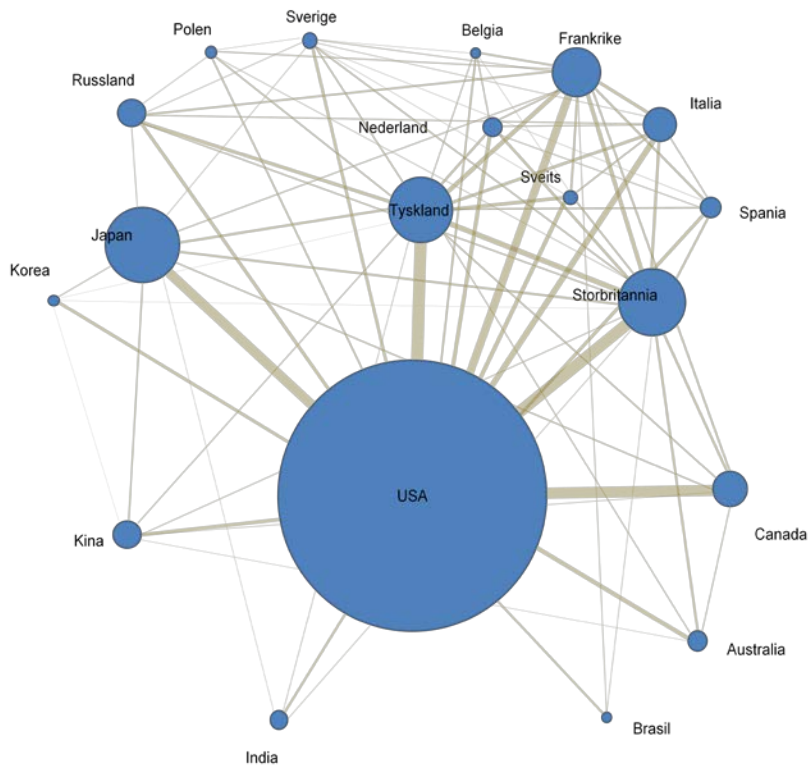 Sverige
Polen
Belgia
Frankrike
Russland
Italia
Nederland
Sveits
Tyskland
Spania
Japan
Korea
Storbritannia
USA
Canada
Kina
Australia
Brasil
India